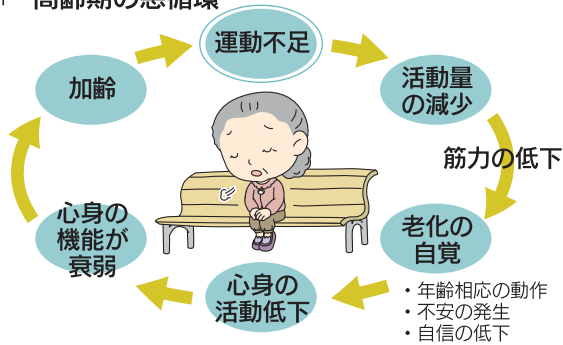 高齢期の悪循環
運動不足
活動量
の減少
筋力の低下
老化の
自覚
・年齢相応の動作
・不安の発生
・自信の低下
心身の
活動低下
心身の
機能が
衰弱
加齢